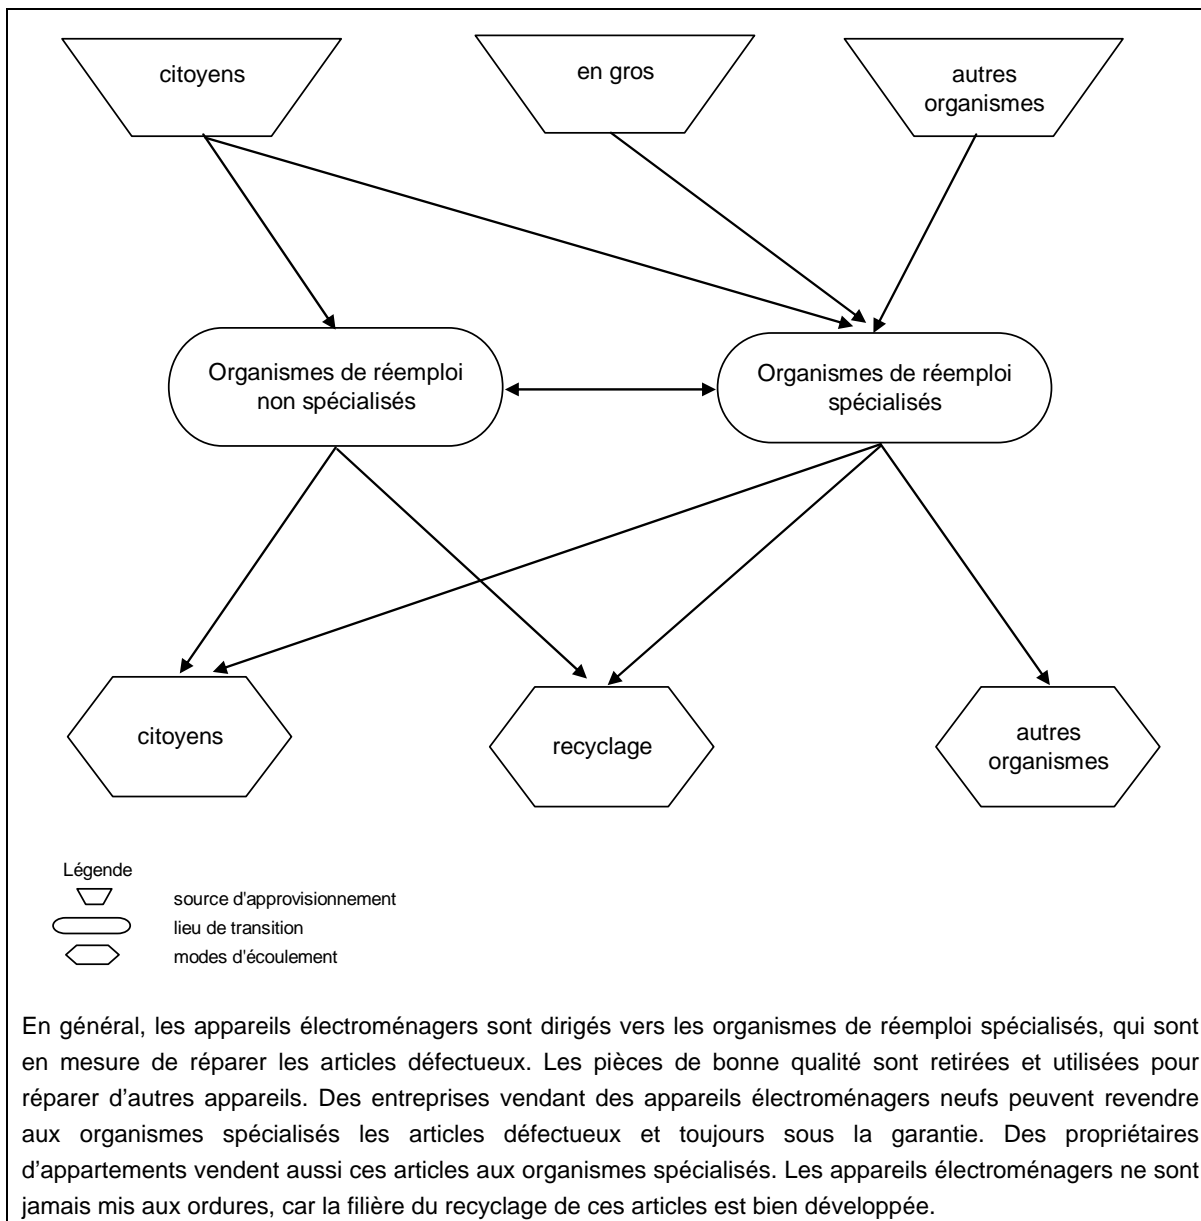 citoyens
en gros
autres
organismes
Organismes de réemploi
non spécialisés
Organismes de réemploi
spécialisés
citoyens
recyclage
autres
organismes
Légende
source d'approvisionnement
lieu de transition
modes d'écoulement
En général, les appareils électroménagers sont dirigés vers les organismes de réemploi spécialisés, qui sont
en mesure de réparer les articles défectueux. Les pièces de bonne qualité sont retirées et utilisées pour
réparer d'autres appareils. Des entreprises vendant des appareils électroménagers neufs peuvent revendre
aux organismes spécialisés les articles défectueux et toujours sous la garantie. Des propriétaires
d'appartements vendent aussi ces articles aux organismes spécialisés. Les appareils électroménagers ne sont
jamais mis aux ordures, car la filière du recyclage de ces articles est bien développée.